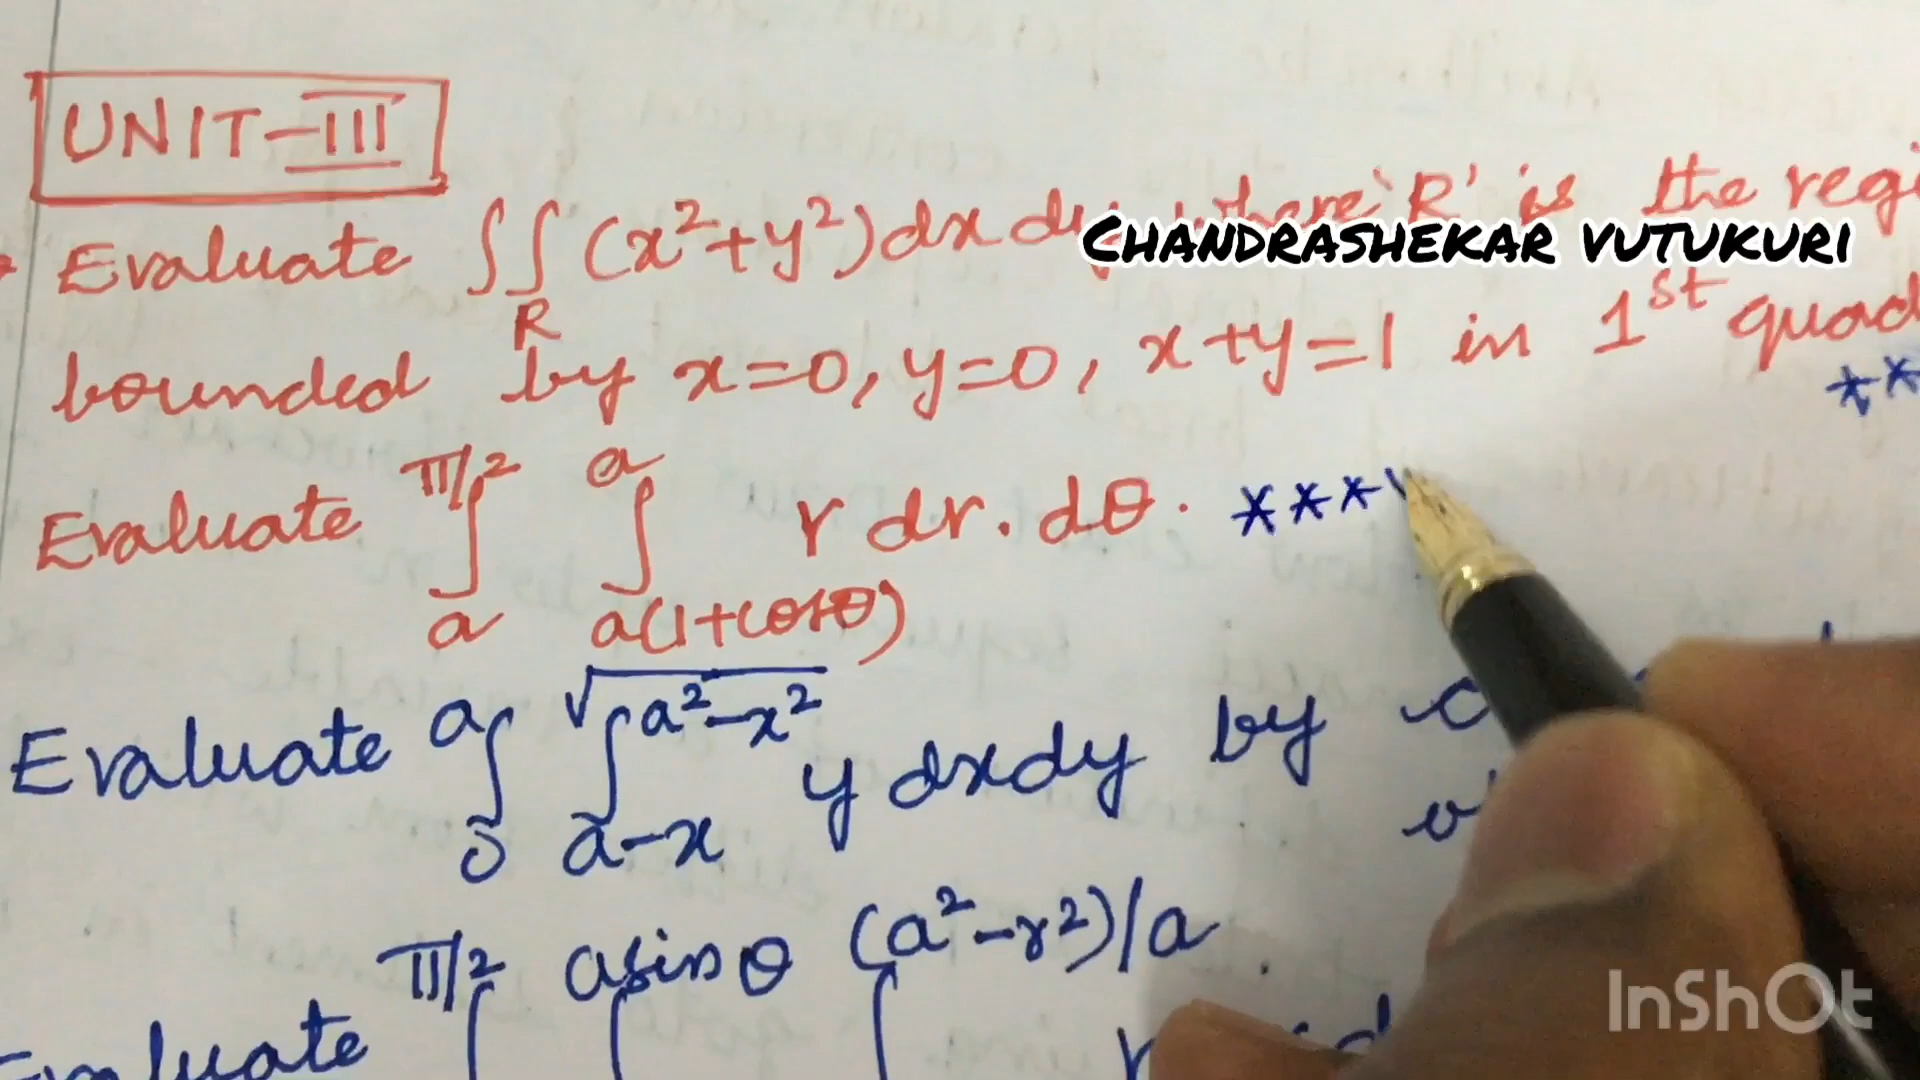 UNIT-III
Evaluate ∫∫_R (x²+y²)dx dy where 'R' is the regi
CHANDRASHEKAR VUTUKURI
bounded by x=0, y=0, x+y=1 in 1st quad
**
Evaluate ∫_a^{π/2} ∫_{a(1+cosθ)}^a r dr.dθ. ***
Evaluate ∫_0^a ∫_{a-x}^{√(a²-x²)} y dxdy by
Evaluate ∫^{π/2} ∫^{a sinθ} ∫^{(a²-r²)/a} r
InShOt